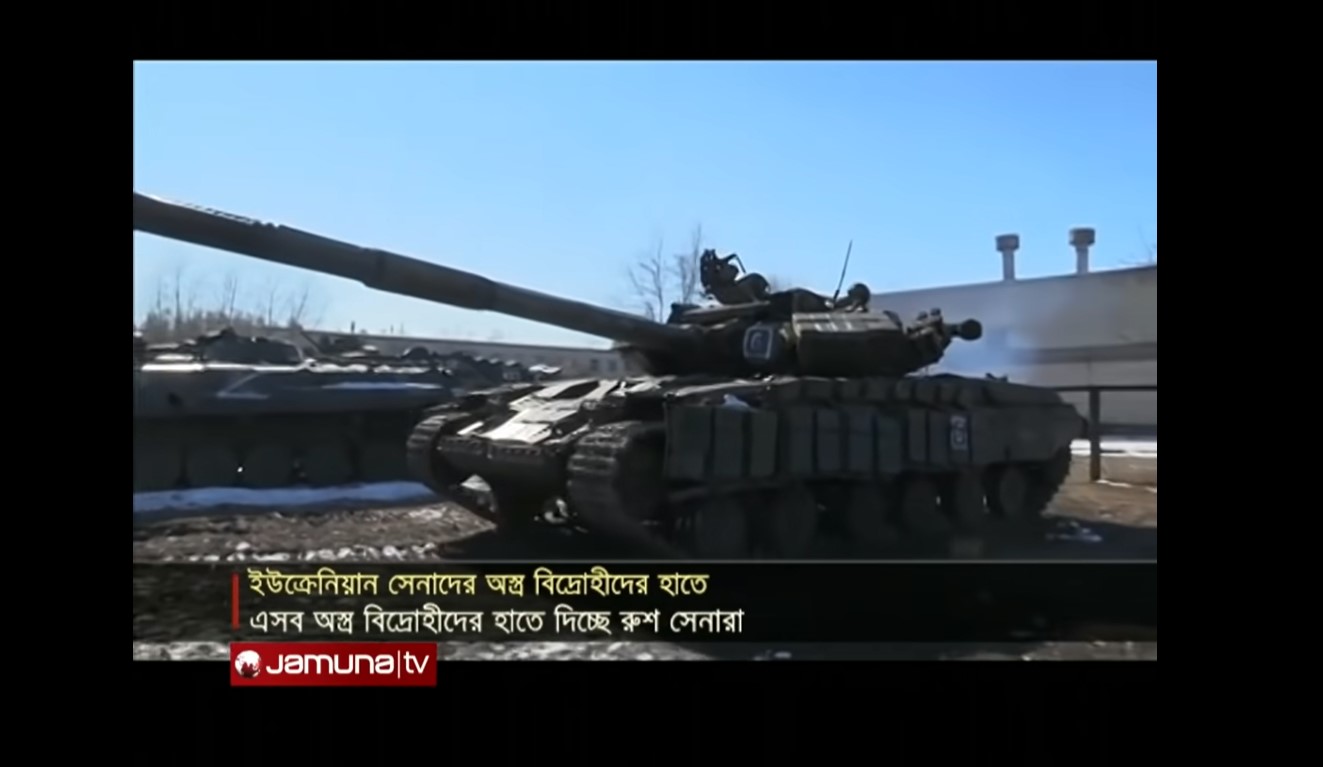 Z
ইউক্রেনিয়ান সেনাদের অস্ত্র বিদ্রোহীদের হাতে
এসব অস্ত্র বিদ্রোহীদের হাতে দিচ্ছে রুশ সেনারা
Jamuna|tv